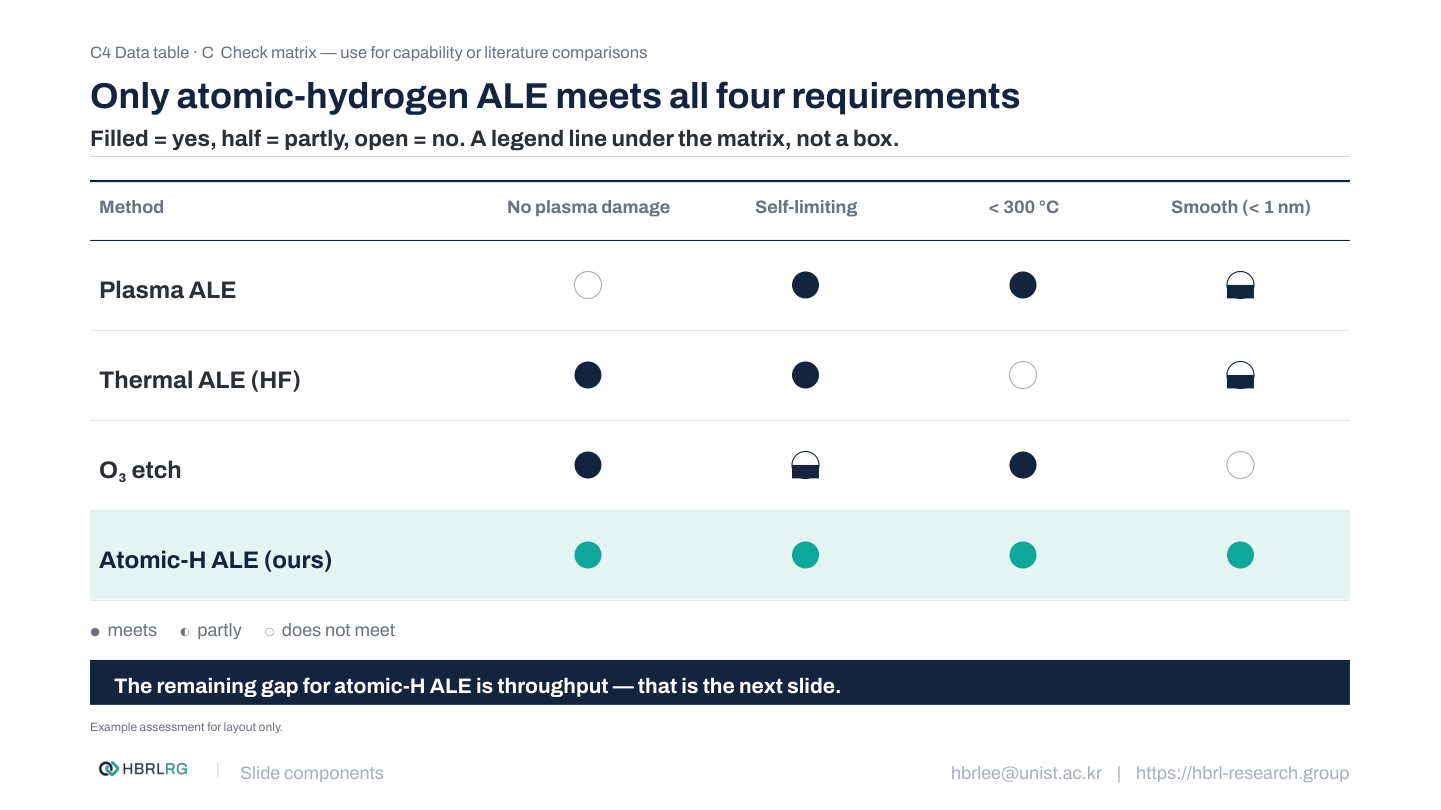 C4 Data table · C  Check matrix — use for capability or literature comparisons
Only atomic-hydrogen ALE meets all four requirements
Filled = yes, half = partly, open = no. A legend line under the matrix, not a box.
Method No plasma damage Self-limiting < 300 °C Smooth (< 1 nm)
Plasma ALE
Thermal ALE (HF)
O₃ etch
Atomic-H ALE (ours)
● meets ◐ partly ○ does not meet
The remaining gap for atomic-H ALE is throughput — that is the next slide.
Example assessment for layout only.
HBRLRG | Slide components hbrlee@unist.ac.kr | https://hbrl-research.group